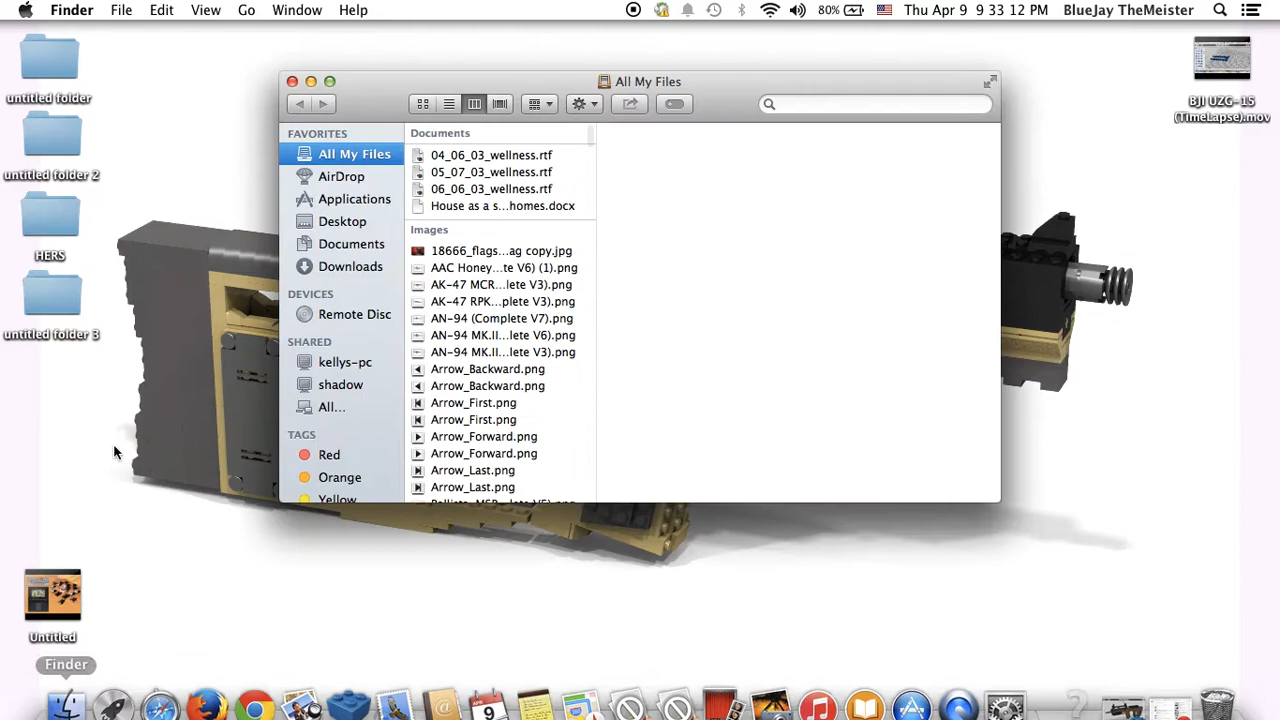 Finder File Edit View Go Window Help 80% Thu Apr 9 9 33 12 PM BlueJay TheMeister
untitled folder
untitled folder 2
HERS
untitled folder 3
Untitled
Finder
BJI UZG-15
(TimeLapse).mov
All My Files
FAVORITES
All My Files
AirDrop
Applications
Desktop
Documents
Downloads
DEVICES
Remote Disc
SHARED
kellys-pc
shadow
All...
TAGS
Red
Orange
Yellow
Documents
04_06_03_wellness.rtf
05_07_03_wellness.rtf
06_06_03_wellness.rtf
House as a s...homes.docx
Images
18666_flags...ag copy.jpg
AAC Honey...te V6) (1).png
AK-47 MCR...lete V3).png
AK-47 RPK...plete V3).png
AN-94 (Complete V7).png
AN-94 MK.II...lete V6).png
AN-94 MK.II...lete V3).png
Arrow_Backward.png
Arrow_Backward.png
Arrow_First.png
Arrow_First.png
Arrow_Forward.png
Arrow_Forward.png
Arrow_Last.png
Arrow_Last.png
APR
9